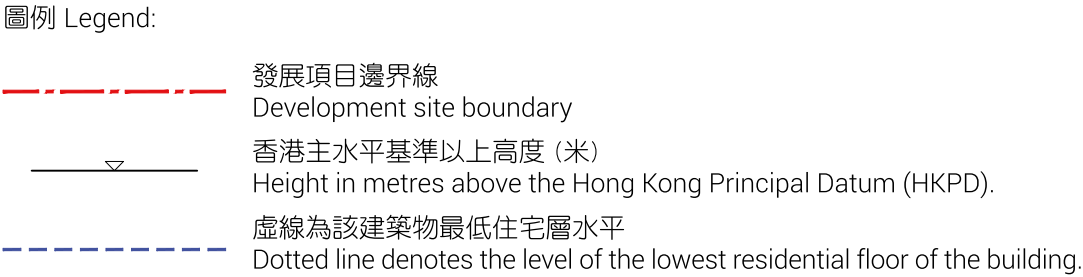 圖例 Legend:
發展項目邊界線
Development site boundary
香港主水平基準以上高度 (米)
Height in metres above the Hong Kong Principal Datum (HKPD).
虛線為該建築物最低住宅層水平
Dotted line denotes the level of the lowest residential floor of the building.